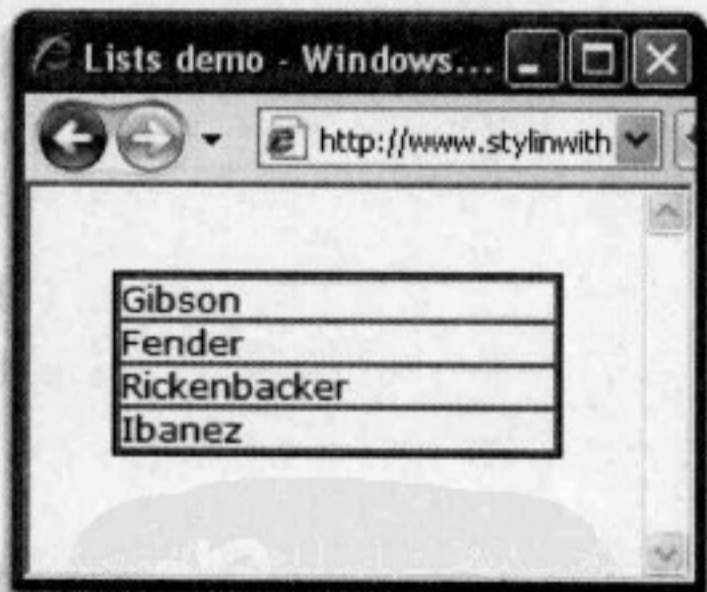 Lists demo - Windows...
http://www.stylinwith
Gibson
Fender
Rickenbacker
Ibanez